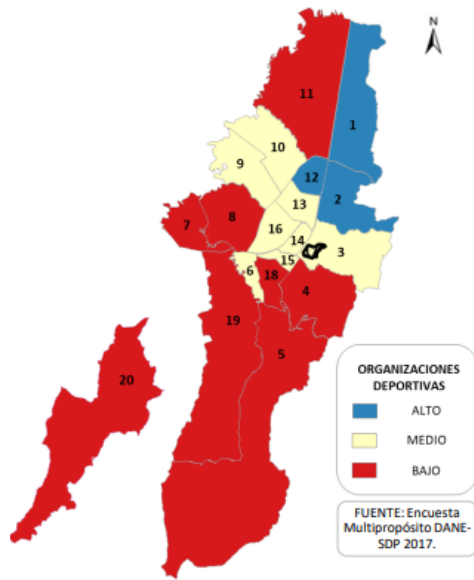 N
11
1
10
9
12
2
13
7
8
16
14
3
15
6
18
4
19
5
20
ORGANIZACIONES
DEPORTIVAS
ALTO
MEDIO
BAJO
FUENTE: Encuesta
Multipropósito DANE-
SDP 2017.